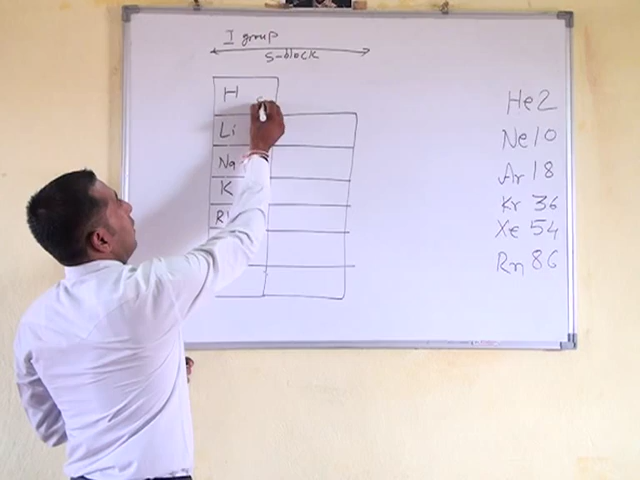 I group
S-block
H
Li
Na
K
He 2
Ne 10
Ar 18
Kr 36
Xe 54
Rn 86